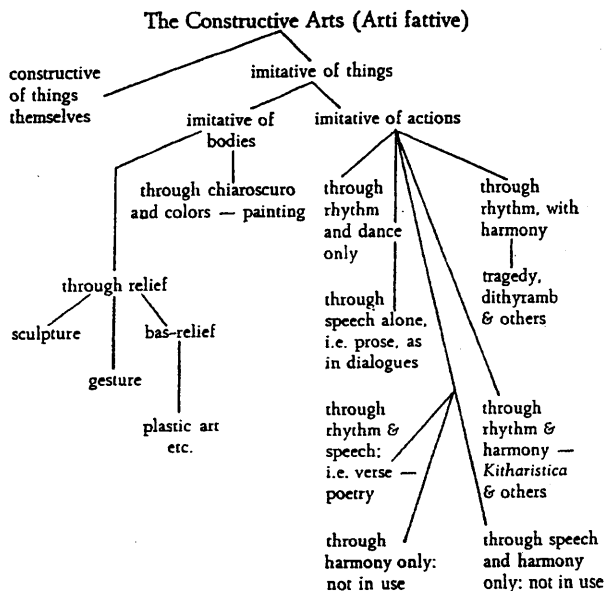 The Constructive Arts (Arti fattive)
constructive
of things
themselves
imitative of things
imitative of
bodies
imitative of actions
through chiaroscuro
and colors — painting
through
rhythm
and dance
only
through
rhythm, with
harmony
tragedy,
dithyramb
& others
through relief
sculpture
bas-relief
gesture
plastic art
etc.
through
speech alone,
i.e. prose, as
in dialogues
through
rhythm &
speech;
i.e. verse —
poetry
through
rhythm &
harmony —
Kitharistica
& others
through
harmony only:
not in use
through speech
and harmony
only: not in use